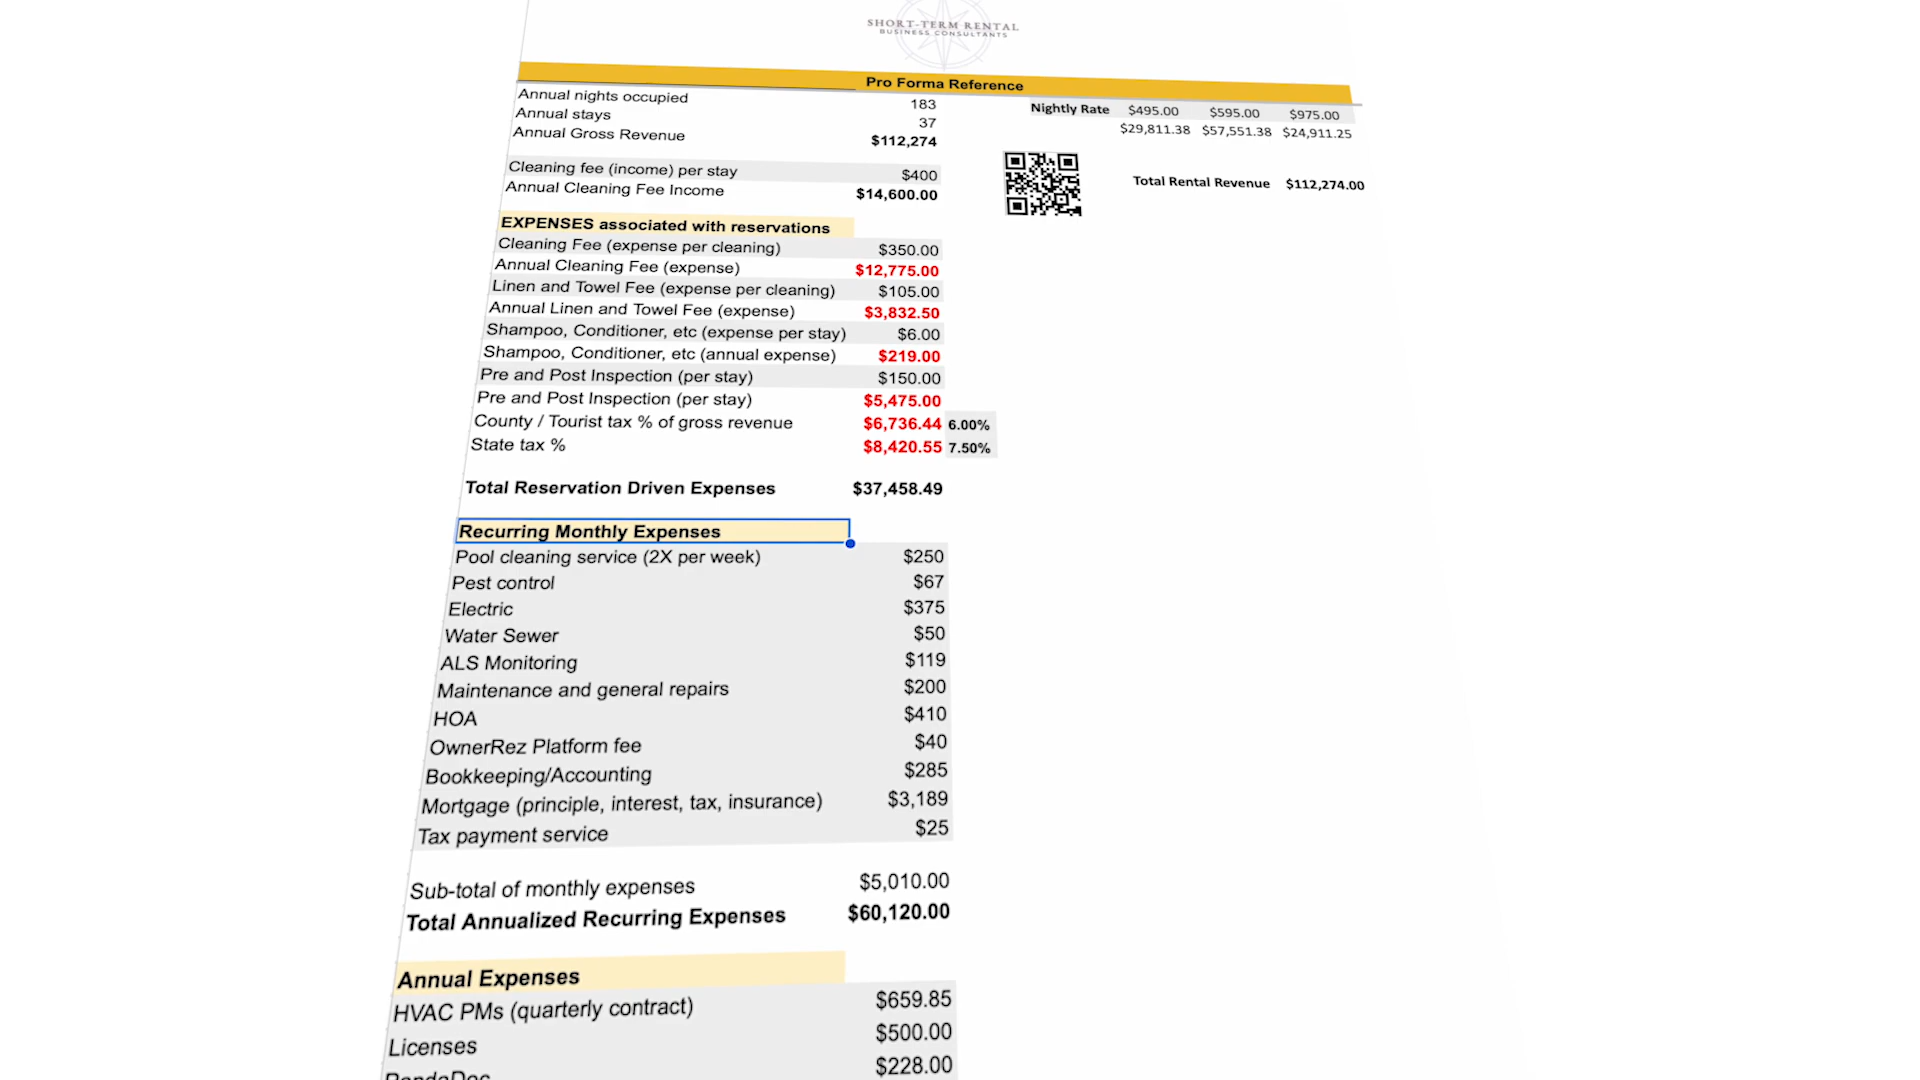 SHORT-TERM RENTAL
BUSINESS CONSULTANTS
Pro Forma Reference
Annual nights occupied 183 Nightly Rate $495.00 $595.00 $975.00
Annual stays 37 $29,811.38 $57,551.38 $24,911.25
Annual Gross Revenue $112,274
Cleaning fee (income) per stay $400 Total Rental Revenue $112,274.00
Annual Cleaning Fee Income $14,600.00
EXPENSES associated with reservations
Cleaning Fee (expense per cleaning) $350.00
Annual Cleaning Fee (expense) $12,775.00
Linen and Towel Fee (expense per cleaning) $105.00
Annual Linen and Towel Fee (expense) $3,832.50
Shampoo, Conditioner, etc (expense per stay) $6.00
Shampoo, Conditioner, etc (annual expense) $219.00
Pre and Post Inspection (per stay) $150.00
Pre and Post Inspection (per stay) $5,475.00
County / Tourist tax % of gross revenue $6,736.44 6.00%
State tax % $8,420.55 7.50%
Total Reservation Driven Expenses $37,458.49
Recurring Monthly Expenses
Pool cleaning service (2X per week) $250
Pest control $67
Electric $375
Water Sewer $50
ALS Monitoring $119
Maintenance and general repairs $200
HOA $410
OwnerRez Platform fee $40
Bookkeeping/Accounting $285
Mortgage (principle, interest, tax, insurance) $3,189
Tax payment service $25
Sub-total of monthly expenses $5,010.00
Total Annualized Recurring Expenses $60,120.00
Annual Expenses
HVAC PMs (quarterly contract) $659.85
Licenses $500.00
PandaDoc $228.00